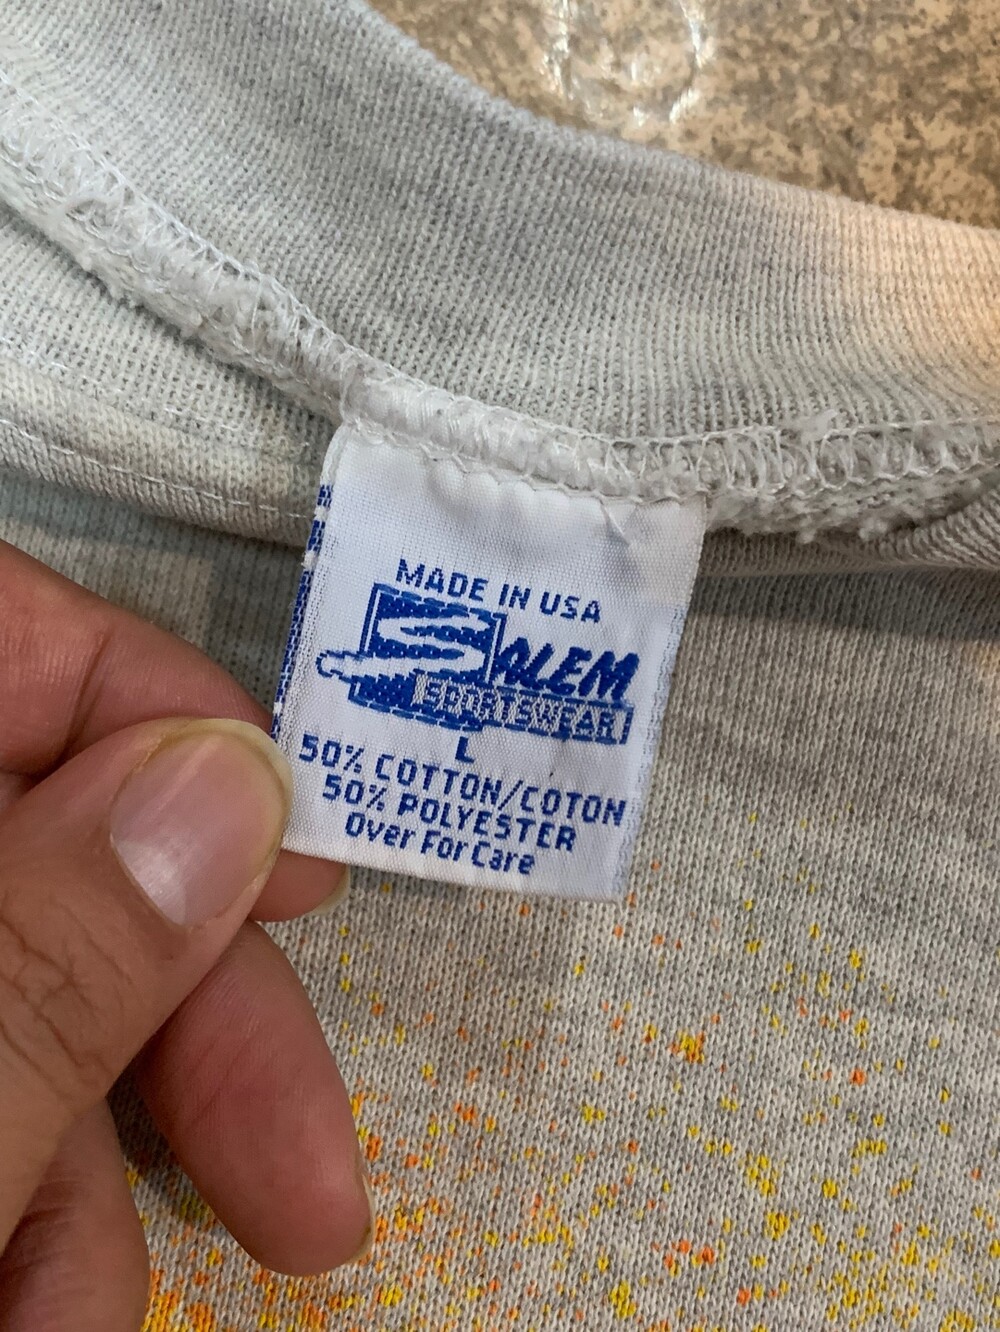 MADE IN USA
SALEM
SPORTSWEAR
L
50% COTTON/COTON
50% POLYESTER
Over For Care